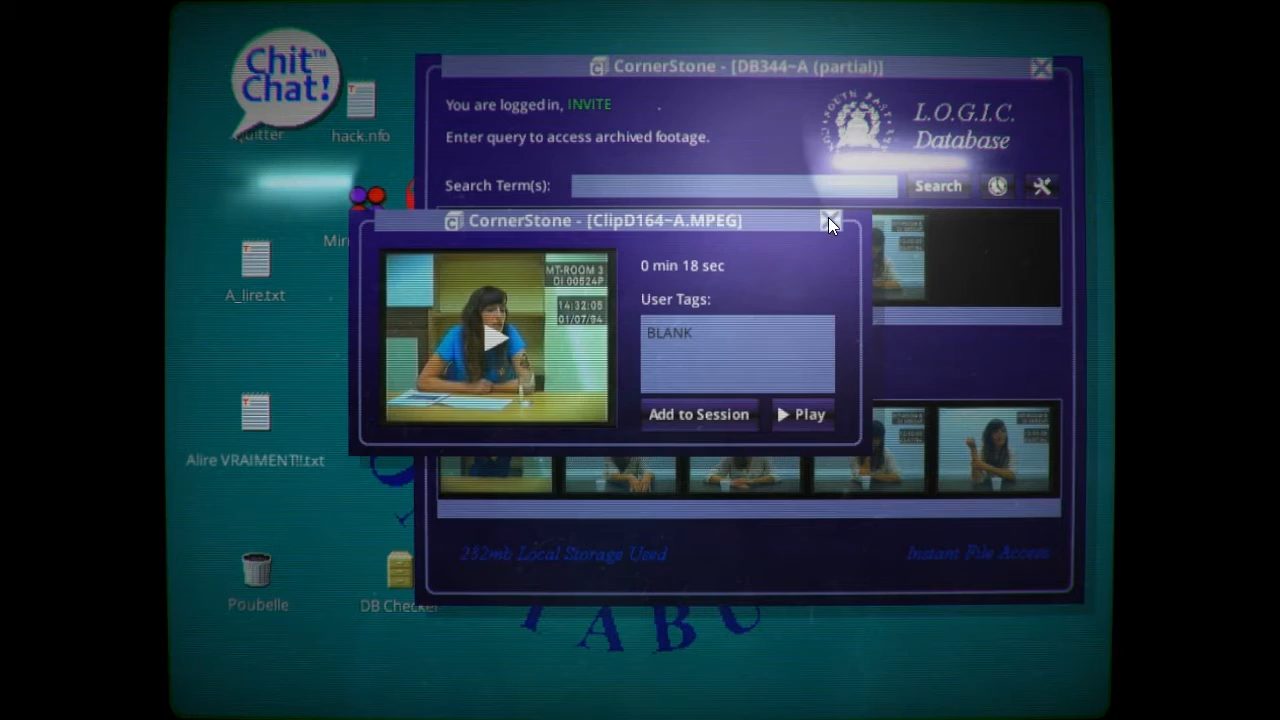 Chit™
Chat!
Quitter
hack.nfo
A_lire.txt
Alire VRAIMENT!!.txt
Poubelle
DB Checker
CornerStone - [DB344~A (partial)]
You are logged in, INVITE
Enter query to access archived footage.
L.O.G.I.C.
Database
Search Term(s):
Search
CornerStone - [ClipD164~A.MPEG]
MT-ROOM 3
14:32:05
01/07/94
0 min 18 sec
User Tags:
BLANK
Add to Session
Play
232mb Local Storage Used
Instant File Access